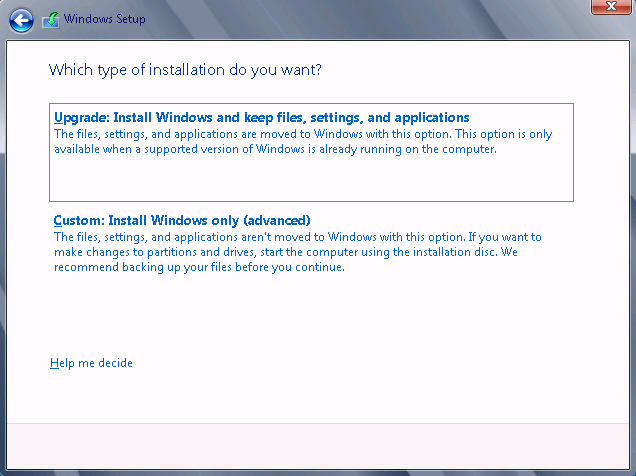 Windows Setup
Which type of installation do you want?
Upgrade: Install Windows and keep files, settings, and applications
The files, settings, and applications are moved to Windows with this option. This option is only
available when a supported version of Windows is already running on the computer.
Custom: Install Windows only (advanced)
The files, settings, and applications aren't moved to Windows with this option. If you want to
make changes to partitions and drives, start the computer using the installation disc. We
recommend backing up your files before you continue.
Help me decide